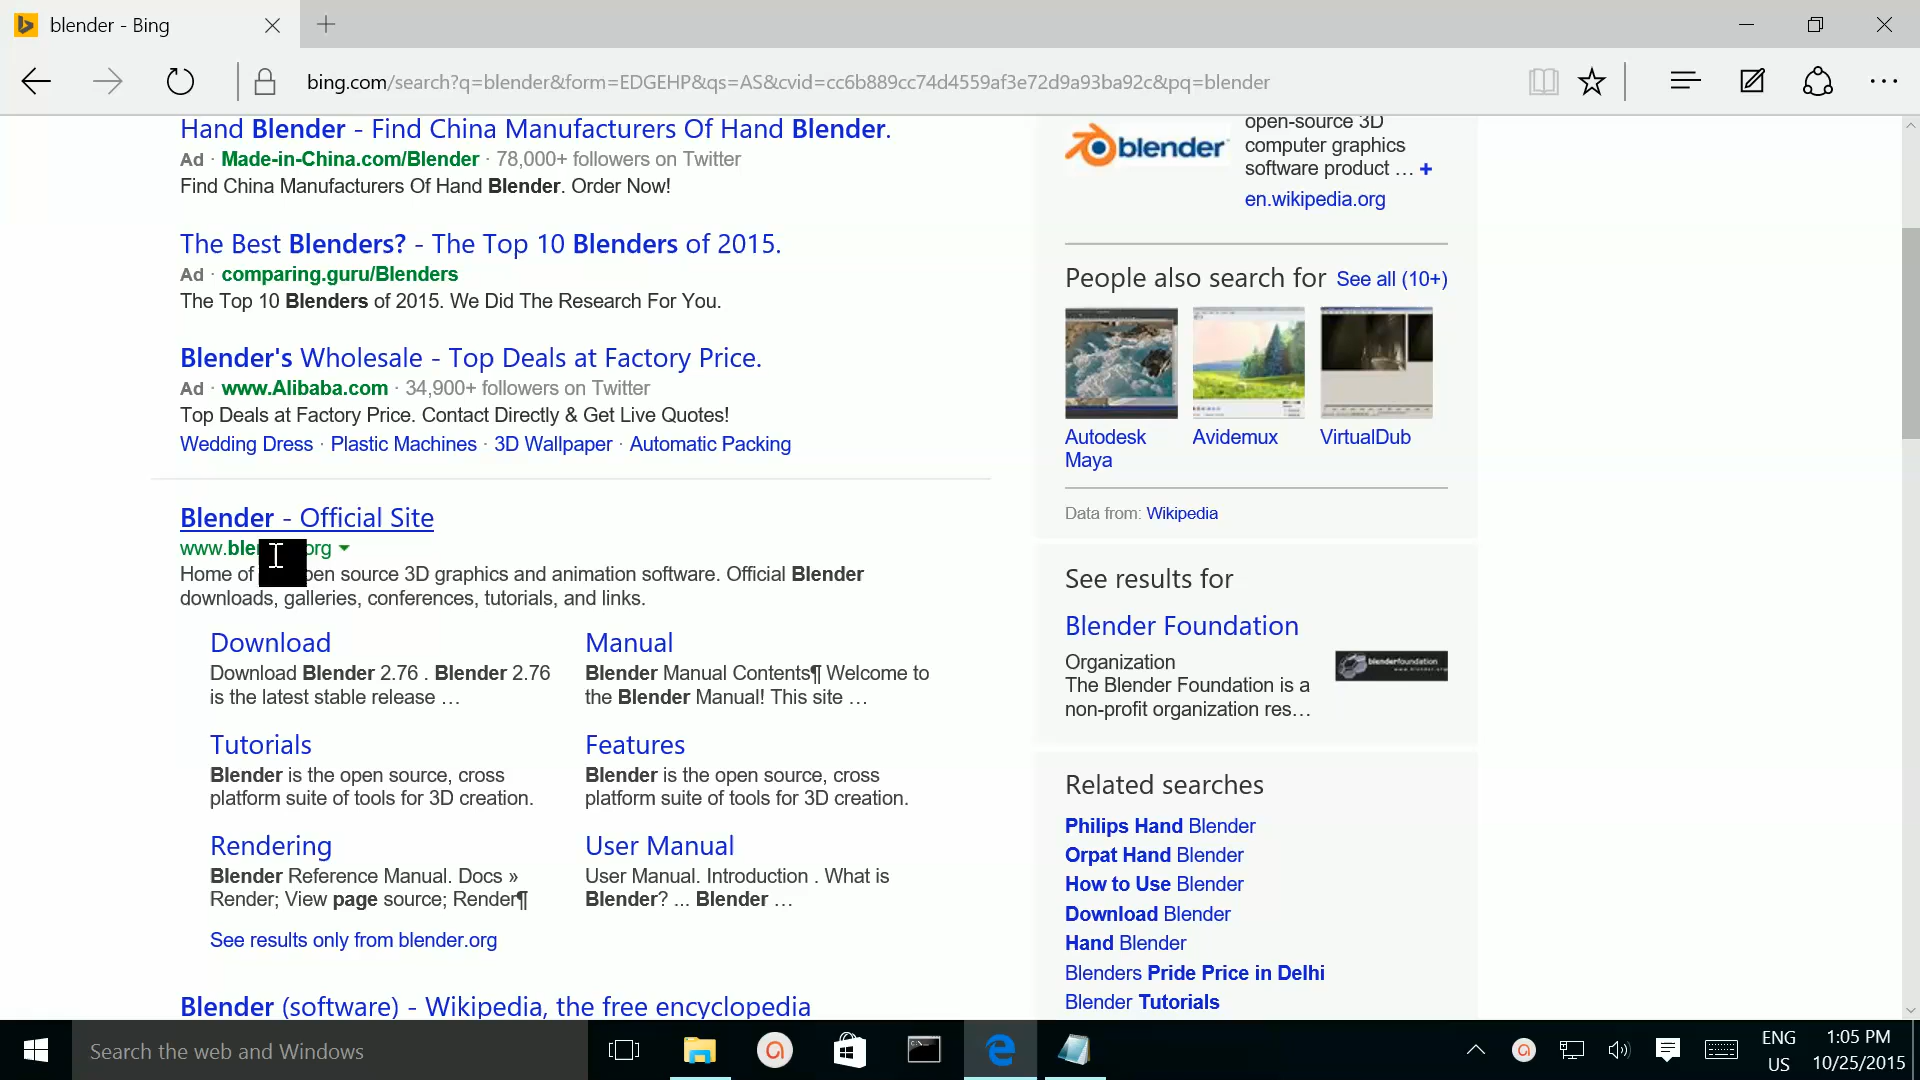 blender - Bing
bing.com/search?q=blender&form=EDGEHP&qs=AS&cvid=cc6b889cc74d4559af3e72d9a93ba92c&pq=blender
Hand Blender - Find China Manufacturers Of Hand Blender.
Ad · Made-in-China.com/Blender · 78,000+ followers on Twitter
Find China Manufacturers Of Hand Blender. Order Now!
The Best Blenders? - The Top 10 Blenders of 2015.
Ad · comparing.guru/Blenders
The Top 10 Blenders of 2015. We Did The Research For You.
Blender's Wholesale - Top Deals at Factory Price.
Ad · www.Alibaba.com · 34,900+ followers on Twitter
Top Deals at Factory Price. Contact Directly & Get Live Quotes!
Wedding Dress · Plastic Machines · 3D Wallpaper · Automatic Packing
Blender - Official Site
Home of source 3D graphics and animation software. Official Blender
downloads, galleries, conferences, tutorials, and links.
Download
Download Blender 2.76 . Blender 2.76
is the latest stable release ...
Manual
Blender Manual Contents¶ Welcome to
the Blender Manual! This site ...
Tutorials
Blender is the open source, cross
platform suite of tools for 3D creation.
Features
Blender is the open source, cross
platform suite of tools for 3D creation.
Rendering
Blender Reference Manual. Docs »
Render; View page source; Render¶
User Manual
User Manual. Introduction . What is
Blender? ... Blender ...
See results only from blender.org
Blender (software) - Wikipedia, the free encyclopedia
blender
open-source 3D
computer graphics
software product ... +
en.wikipedia.org
People also search for See all (10+)
Autodesk
Maya
Avidemux
VirtualDub
Data from: Wikipedia
See results for
Blender Foundation
Organization
The Blender Foundation is a
non-profit organization res...
blenderfoundation
Related searches
Philips Hand Blender
Orpat Hand Blender
How to Use Blender
Download Blender
Hand Blender
Blenders Pride Price in Delhi
Blender Tutorials
Search the web and Windows
ENG
US
1:05 PM
10/25/2015